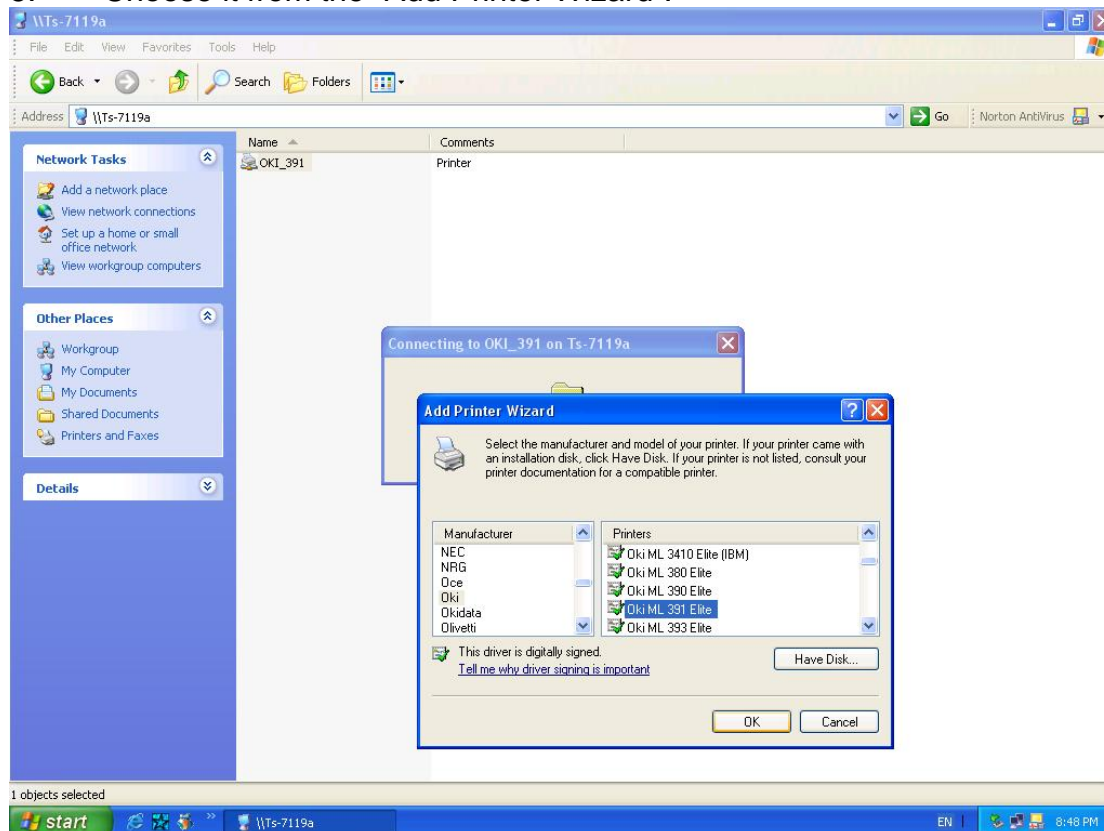 Choose it from the "Add Printer Wizard".
\\Ts-7119a
File Edit View Favorites Tools Help
Back Search Folders
Address \\Ts-7119a Go Norton AntiVirus
Name Comments
OKI_391 Printer
Network Tasks
Add a network place
View network connections
Set up a home or small
office network
View workgroup computers
Other Places
Workgroup
My Computer
My Documents
Shared Documents
Printers and Faxes
Details
Connecting to OKI_391 on Ts-7119a
Add Printer Wizard
Select the manufacturer and model of your printer. If your printer came with
an installation disk, click Have Disk. If your printer is not listed, consult your
printer documentation for a compatible printer.
Manufacturer
NEC
NRG
Oce
Oki
Okidata
Olivetti
Printers
Oki ML 3410 Elite (IBM)
Oki ML 380 Elite
Oki ML 390 Elite
Oki ML 391 Elite
Oki ML 393 Elite
This driver is digitally signed.
Tell me why driver signing is important
Have Disk...
OK Cancel
1 objects selected
start \\Ts-7119a EN 8:48 PM